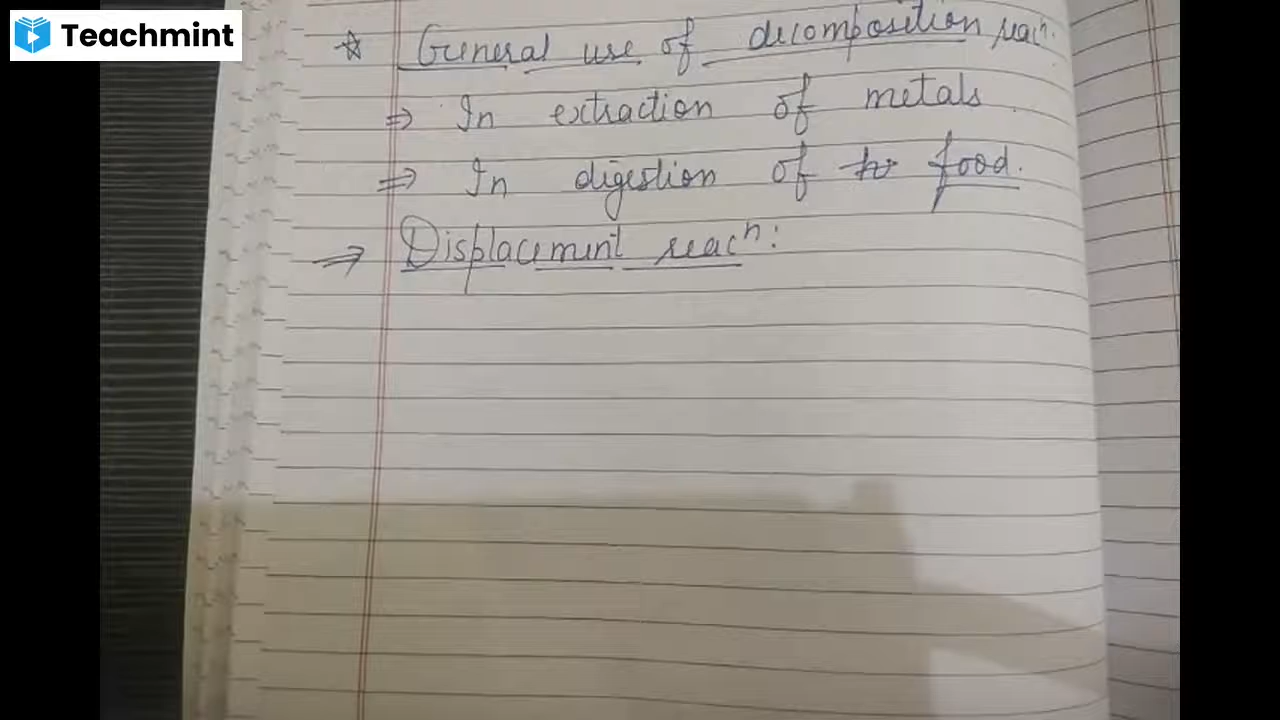 Teachmint
☆ General use of decomposition reacⁿ.
⇒ In extraction of metals
⇒ In digestion of food.
⇒ Displacement reacⁿ: